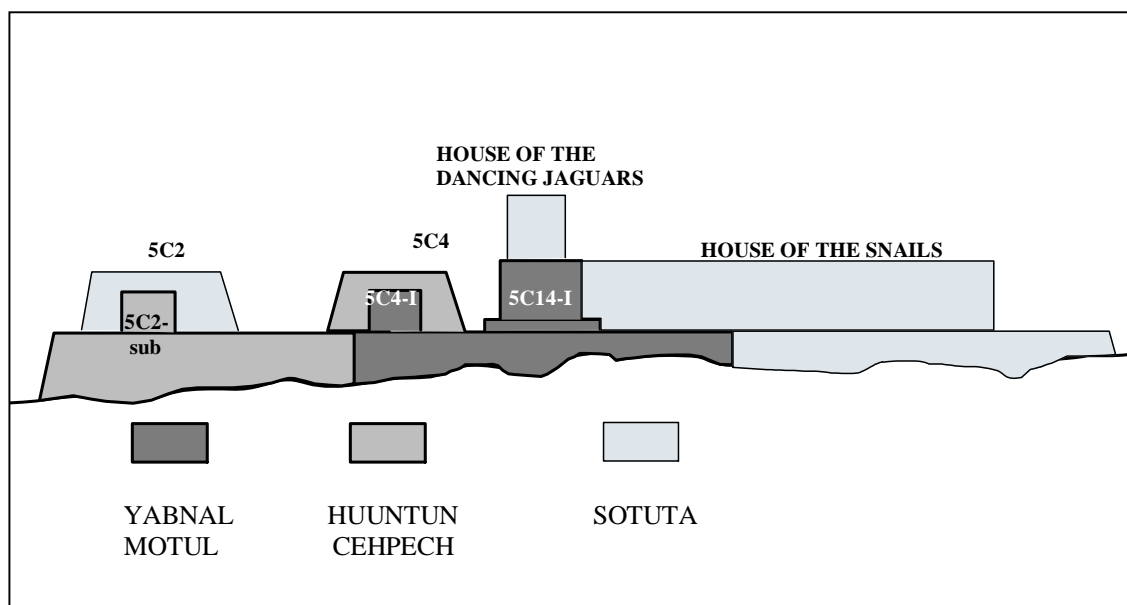 HOUSE OF THE
DANCING JAGUARS
5C2
5C4
HOUSE OF THE SNAILS
5C2-
sub
5C4-I
5C14-I
YABNAL
MOTUL
HUUNTUN
CEHPECH
SOTUTA